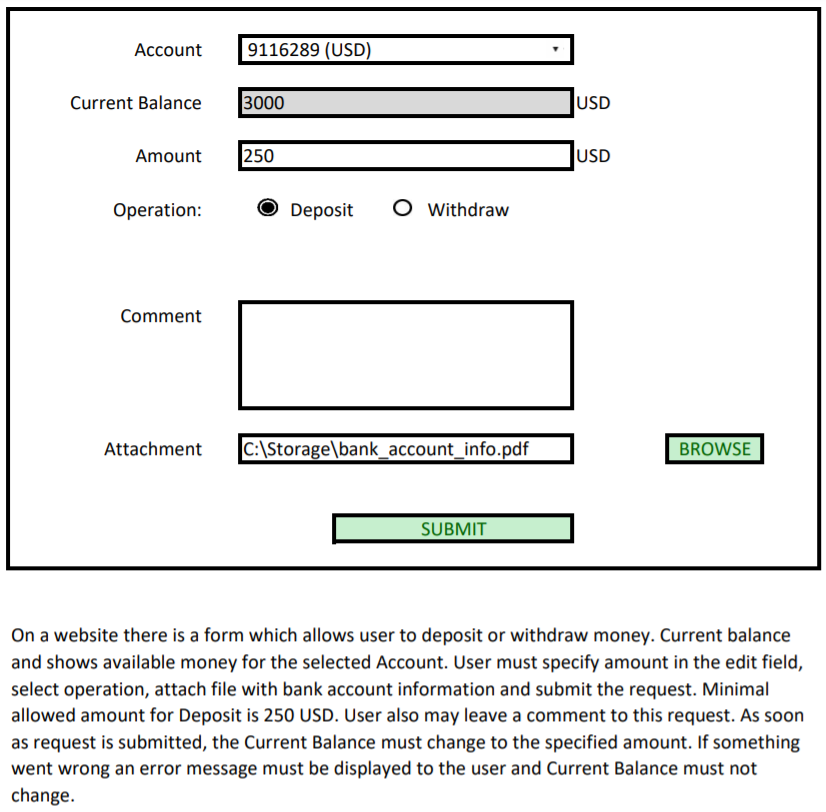 Account 9116289 (USD)
Current Balance 3000 USD
Amount 250 USD
Operation: Deposit Withdraw
Comment
Attachment C:\Storage\bank_account_info.pdf BROWSE
SUBMIT
On a website there is a form which allows user to deposit or withdraw money. Current balance
and shows available money for the selected Account. User must specify amount in the edit field,
select operation, attach file with bank account information and submit the request. Minimal
allowed amount for Deposit is 250 USD. User also may leave a comment to this request. As soon
as request is submitted, the Current Balance must change to the specified amount. If something
went wrong an error message must be displayed to the user and Current Balance must not
change.